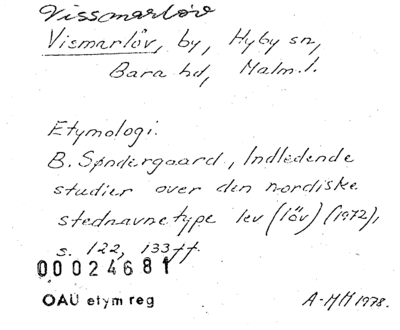 Vissmarlöv
Vismarlöv, by, Hyby sn,
Bara hd, Malm. l.
Etymologi.
B. Søndergaard, Indledende
studier over den nordiske
stednavnetype lev (löv) (1972),
s. 122, 133ff.
00024681
OAU etym reg
A-MH 1978.